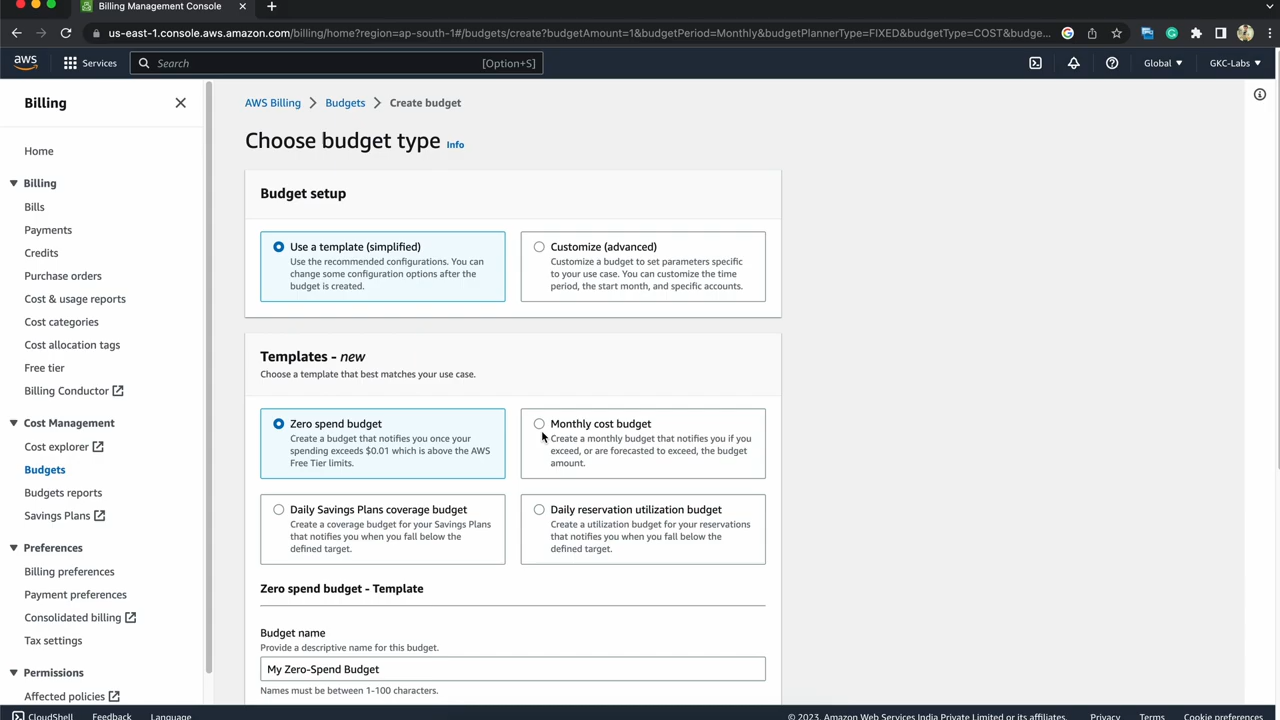 Billing Management Console
us-east-1.console.aws.amazon.com/billing/home?region=ap-south-1#/budgets/create?budgetAmount=1&budgetPeriod=Monthly&budgetPlannerType=FIXED&budgetType=COST&budge...
aws
Services
Search
[Option+S]
Global
GKC-Labs
Billing
Home
Billing
Bills
Payments
Credits
Purchase orders
Cost & usage reports
Cost categories
Cost allocation tags
Free tier
Billing Conductor
Cost Management
Cost explorer
Budgets
Budgets reports
Savings Plans
Preferences
Billing preferences
Payment preferences
Consolidated billing
Tax settings
Permissions
Affected policies
AWS Billing
Budgets
Create budget
Choose budget type Info
Budget setup
Use a template (simplified)
Use the recommended configurations. You can
change some configuration options after the
budget is created.
Customize (advanced)
Customize a budget to set parameters specific
to your use case. You can customize the time
period, the start month, and specific accounts.
Templates - new
Choose a template that best matches your use case.
Zero spend budget
Create a budget that notifies you once your
spending exceeds $0.01 which is above the AWS
Free Tier limits.
Monthly cost budget
Create a monthly budget that notifies you if you
exceed, or are forecasted to exceed, the budget
amount.
Daily Savings Plans coverage budget
Create a coverage budget for your Savings Plans
that notifies you when you fall below the
defined target.
Daily reservation utilization budget
Create a utilization budget for your reservations
that notifies you when you fall below the
defined target.
Zero spend budget - Template
Budget name
Provide a descriptive name for this budget.
My Zero-Spend Budget
Names must be between 1-100 characters.
CloudShell
Feedback
Language
© 2023, Amazon Web Services India Private Limited or its affiliates.
Privacy
Terms
Cookie preferences